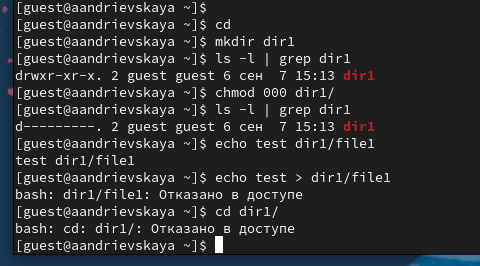 [guest@aandrievskaya ~]$
[guest@aandrievskaya ~]$ cd
[guest@aandrievskaya ~]$ mkdir dir1
[guest@aandrievskaya ~]$ ls -l | grep dir1
drwxr-xr-x. 2 guest guest 6 сен  7 15:13 dir1
[guest@aandrievskaya ~]$ chmod 000 dir1/
[guest@aandrievskaya ~]$ ls -l | grep dir1
d---------. 2 guest guest 6 сен  7 15:13 dir1
[guest@aandrievskaya ~]$ echo test dir1/file1
test dir1/file1
[guest@aandrievskaya ~]$ echo test > dir1/file1
bash: dir1/file1: Отказано в доступе
[guest@aandrievskaya ~]$ cd dir1/
bash: cd: dir1/: Отказано в доступе
[guest@aandrievskaya ~]$